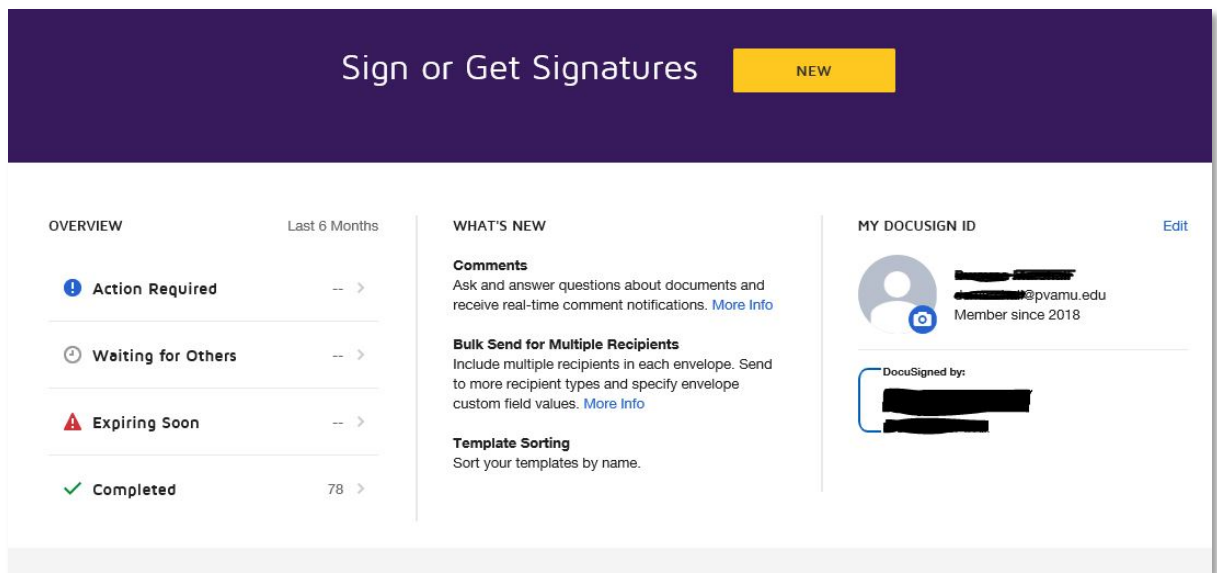 Sign or Get Signatures
NEW
OVERVIEW
Last 6 Months
Action Required
--
Waiting for Others
--
Expiring Soon
--
Completed
78
WHAT'S NEW
Comments
Ask and answer questions about documents and
receive real-time comment notifications. More Info
Bulk Send for Multiple Recipients
Include multiple recipients in each envelope. Send
to more recipient types and specify envelope
custom field values. More Info
Template Sorting
Sort your templates by name.
MY DOCUSIGN ID
Edit
@pvamu.edu
Member since 2018
DocuSigned by: